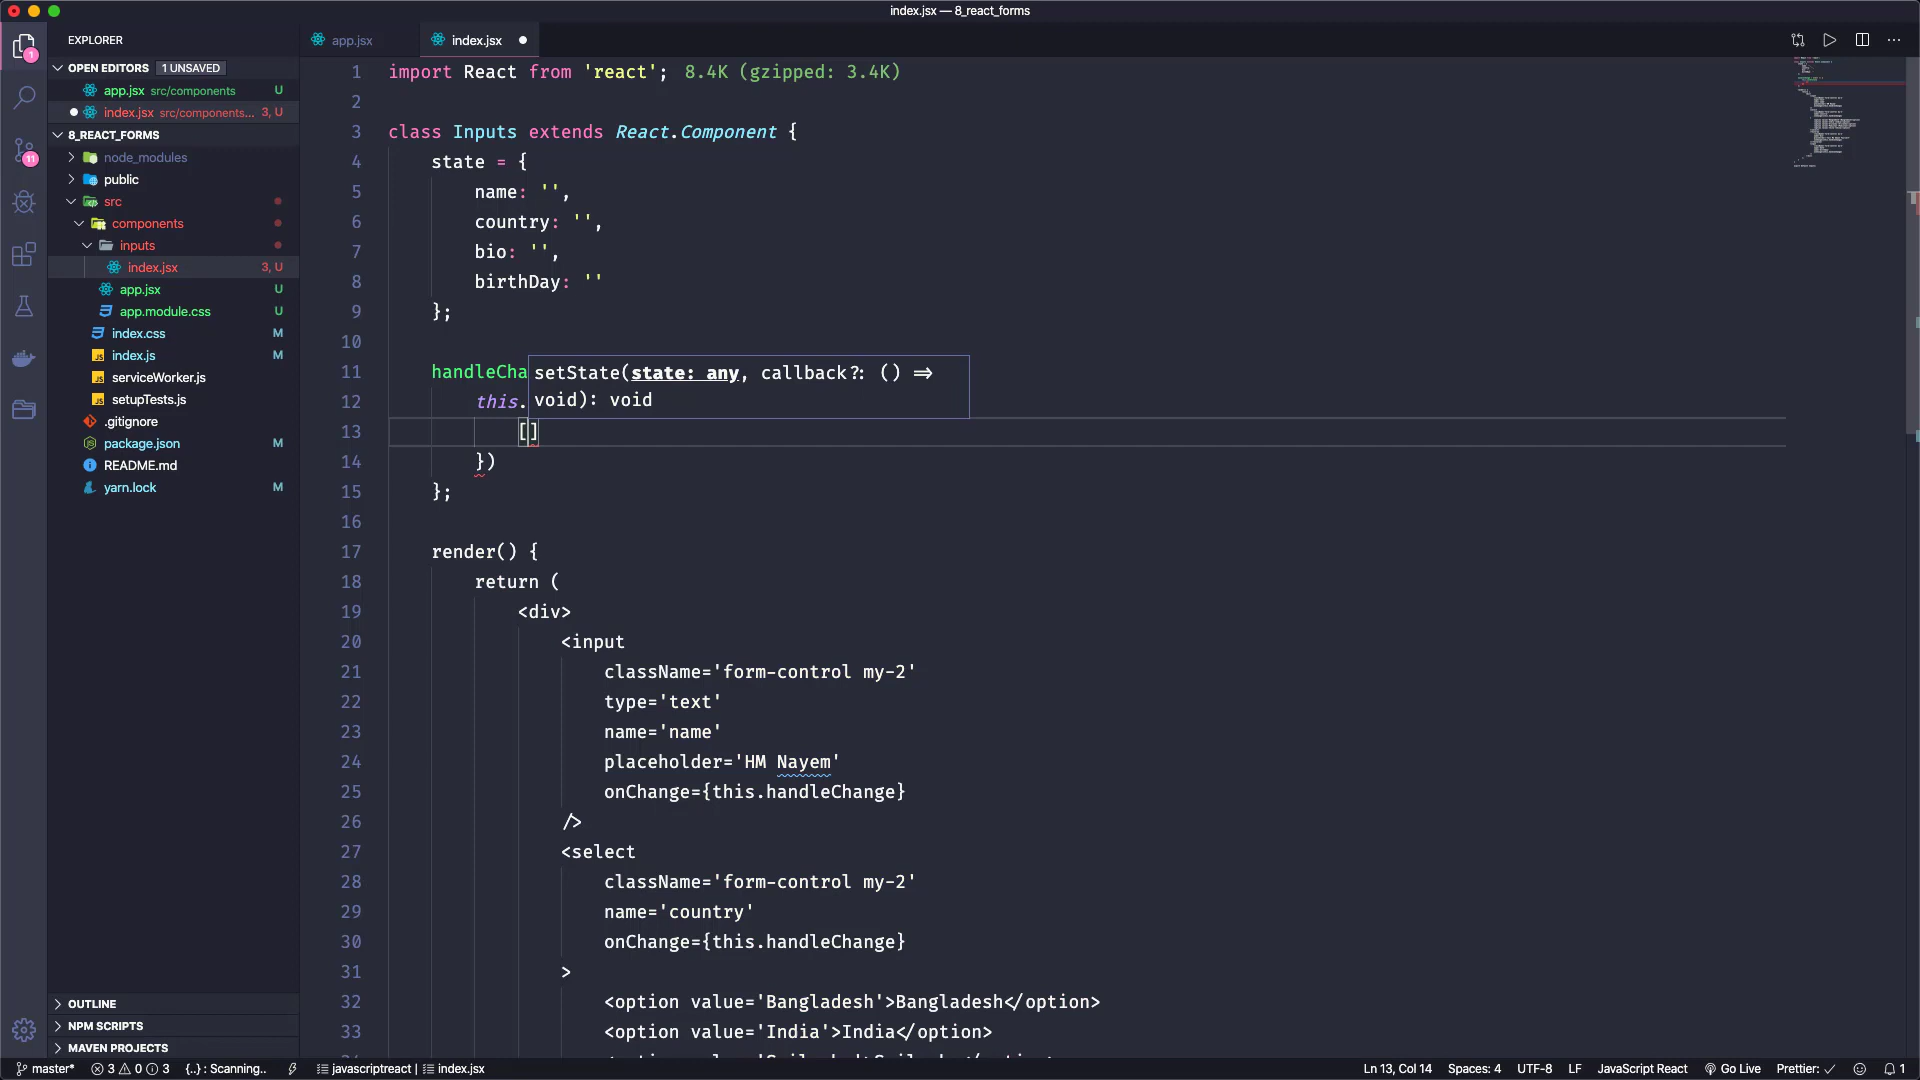 index.jsx — 8_react_forms
EXPLORER
OPEN EDITORS 1 UNSAVED
app.jsx src/components U
index.jsx src/components... 3, U
8_REACT_FORMS
node_modules
public
src
components
inputs
index.jsx 3, U
app.jsx U
app.module.css U
index.css M
index.js M
serviceWorker.js
setupTests.js
.gitignore
package.json M
README.md
yarn.lock M
OUTLINE
NPM SCRIPTS
MAVEN PROJECTS
1
11
app.jsx index.jsx
1 import React from 'react'; 8.4K (gzipped: 3.4K)
2
3 class Inputs extends React.Component {
4 state = {
5 name: '',
6 country: '',
7 bio: '',
8 birthDay: ''
9 };
10
11 handleCha
setState(state: any, callback?: () =>
void): void
12 this.
13 []
14 })
15 };
16
17 render() {
18 return (
19 <div>
20 <input
21 className='form-control my-2'
22 type='text'
23 name='name'
24 placeholder='HM Nayem'
25 onChange={this.handleChange}
26 />
27 <select
28 className='form-control my-2'
29 name='country'
30 onChange={this.handleChange}
31 >
32 <option value='Bangladesh'>Bangladesh</option>
33 <option value='India'>India</option>
master* 3 0 3 {..} : Scanning.. javascriptreact | index.jsx Ln 13, Col 14 Spaces: 4 UTF-8 LF JavaScript React Go Live Prettier: ✓ 1